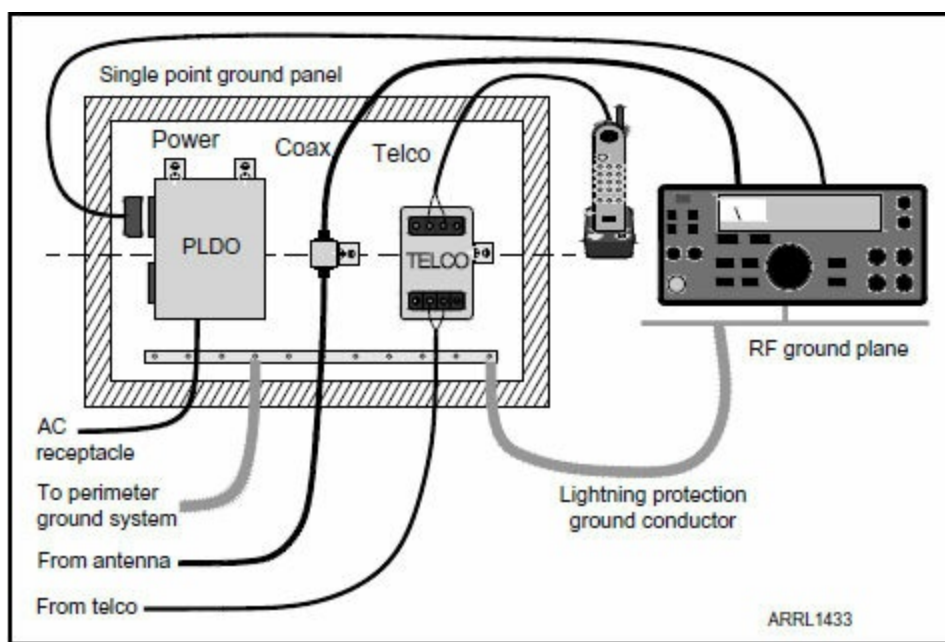 Single point ground panel
Power
Coax
Telco
PLDO
TELCO
RF ground plane
AC
receptacle
To perimeter
ground system
Lightning protection
ground conductor
From antenna
From telco
ARRL1433